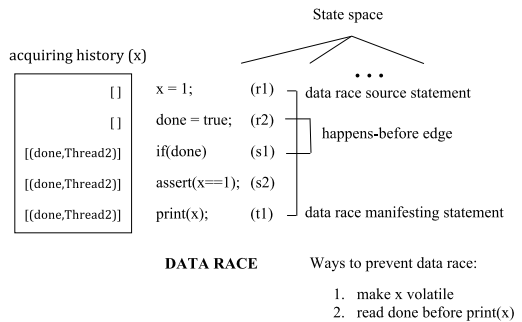 State space
acquiring history (x)
• • •
[ ] x = 1; (r1) data race source statement
[ ] done = true; (r2)
happens-before edge
[(done,Thread2)] if(done) (s1)
[(done,Thread2)] assert(x==1); (s2)
[(done,Thread2)] print(x); (t1) data race manifesting statement
DATA RACE Ways to prevent data race:
1. make x volatile
2. read done before print(x)